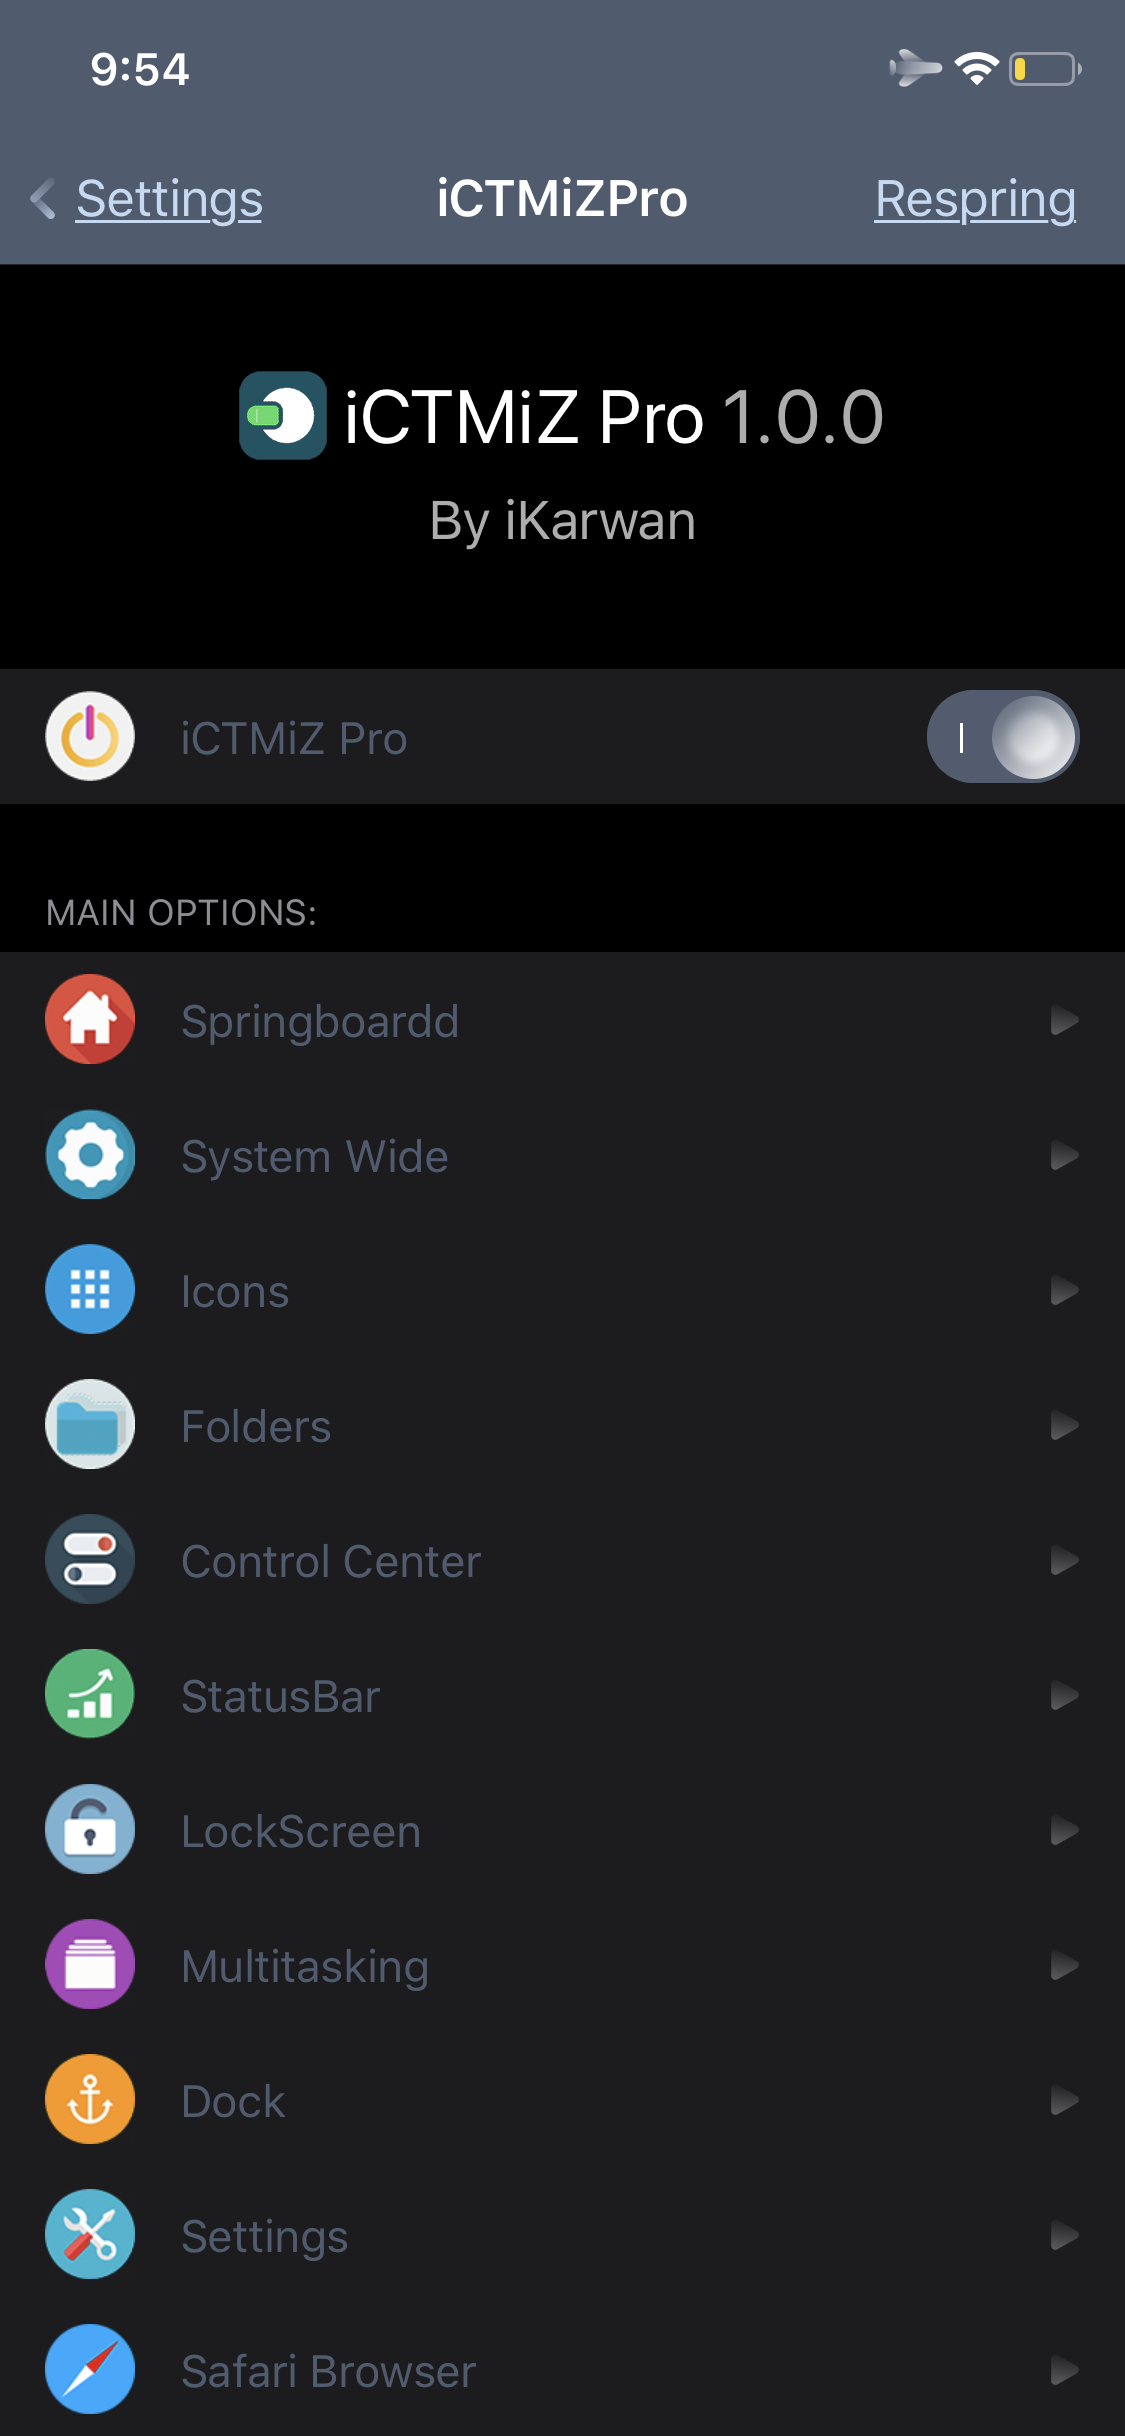 9:54
Settings
iCTMiZPro
Respring
iCTMiZ Pro 1.0.0
By iKarwan
iCTMiZ Pro
MAIN OPTIONS:
Springboardd
System Wide
Icons
Folders
Control Center
StatusBar
LockScreen
Multitasking
Dock
Settings
Safari Browser